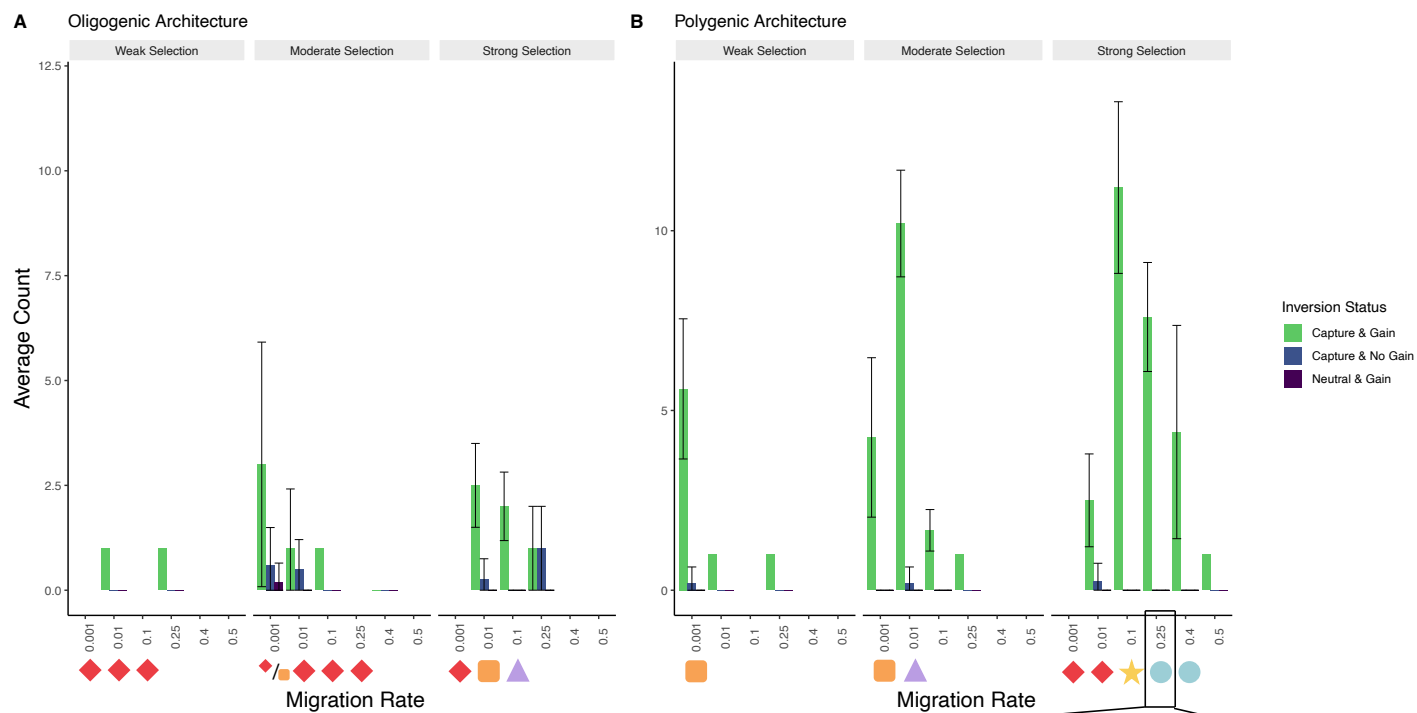 A Oligogenic Architecture
B Polygenic Architecture
Weak Selection Moderate Selection Strong Selection
Weak Selection Moderate Selection Strong Selection
Average Count
12.5
10.0
7.5
5.0
2.5
0.0
10
5
0
0.001 0.01 0.1 0.25 0.4 0.5
0.001 0.01 0.1 0.25 0.4 0.5
0.001 0.01 0.1 0.25 0.4 0.5
0.001 0.01 0.1 0.25 0.4 0.5
0.001 0.01 0.1 0.25 0.4 0.5
0.001 0.01 0.1 0.25 0.4 0.5
/
Migration Rate
Migration Rate
Inversion Status
Capture & Gain
Capture & No Gain
Neutral & Gain